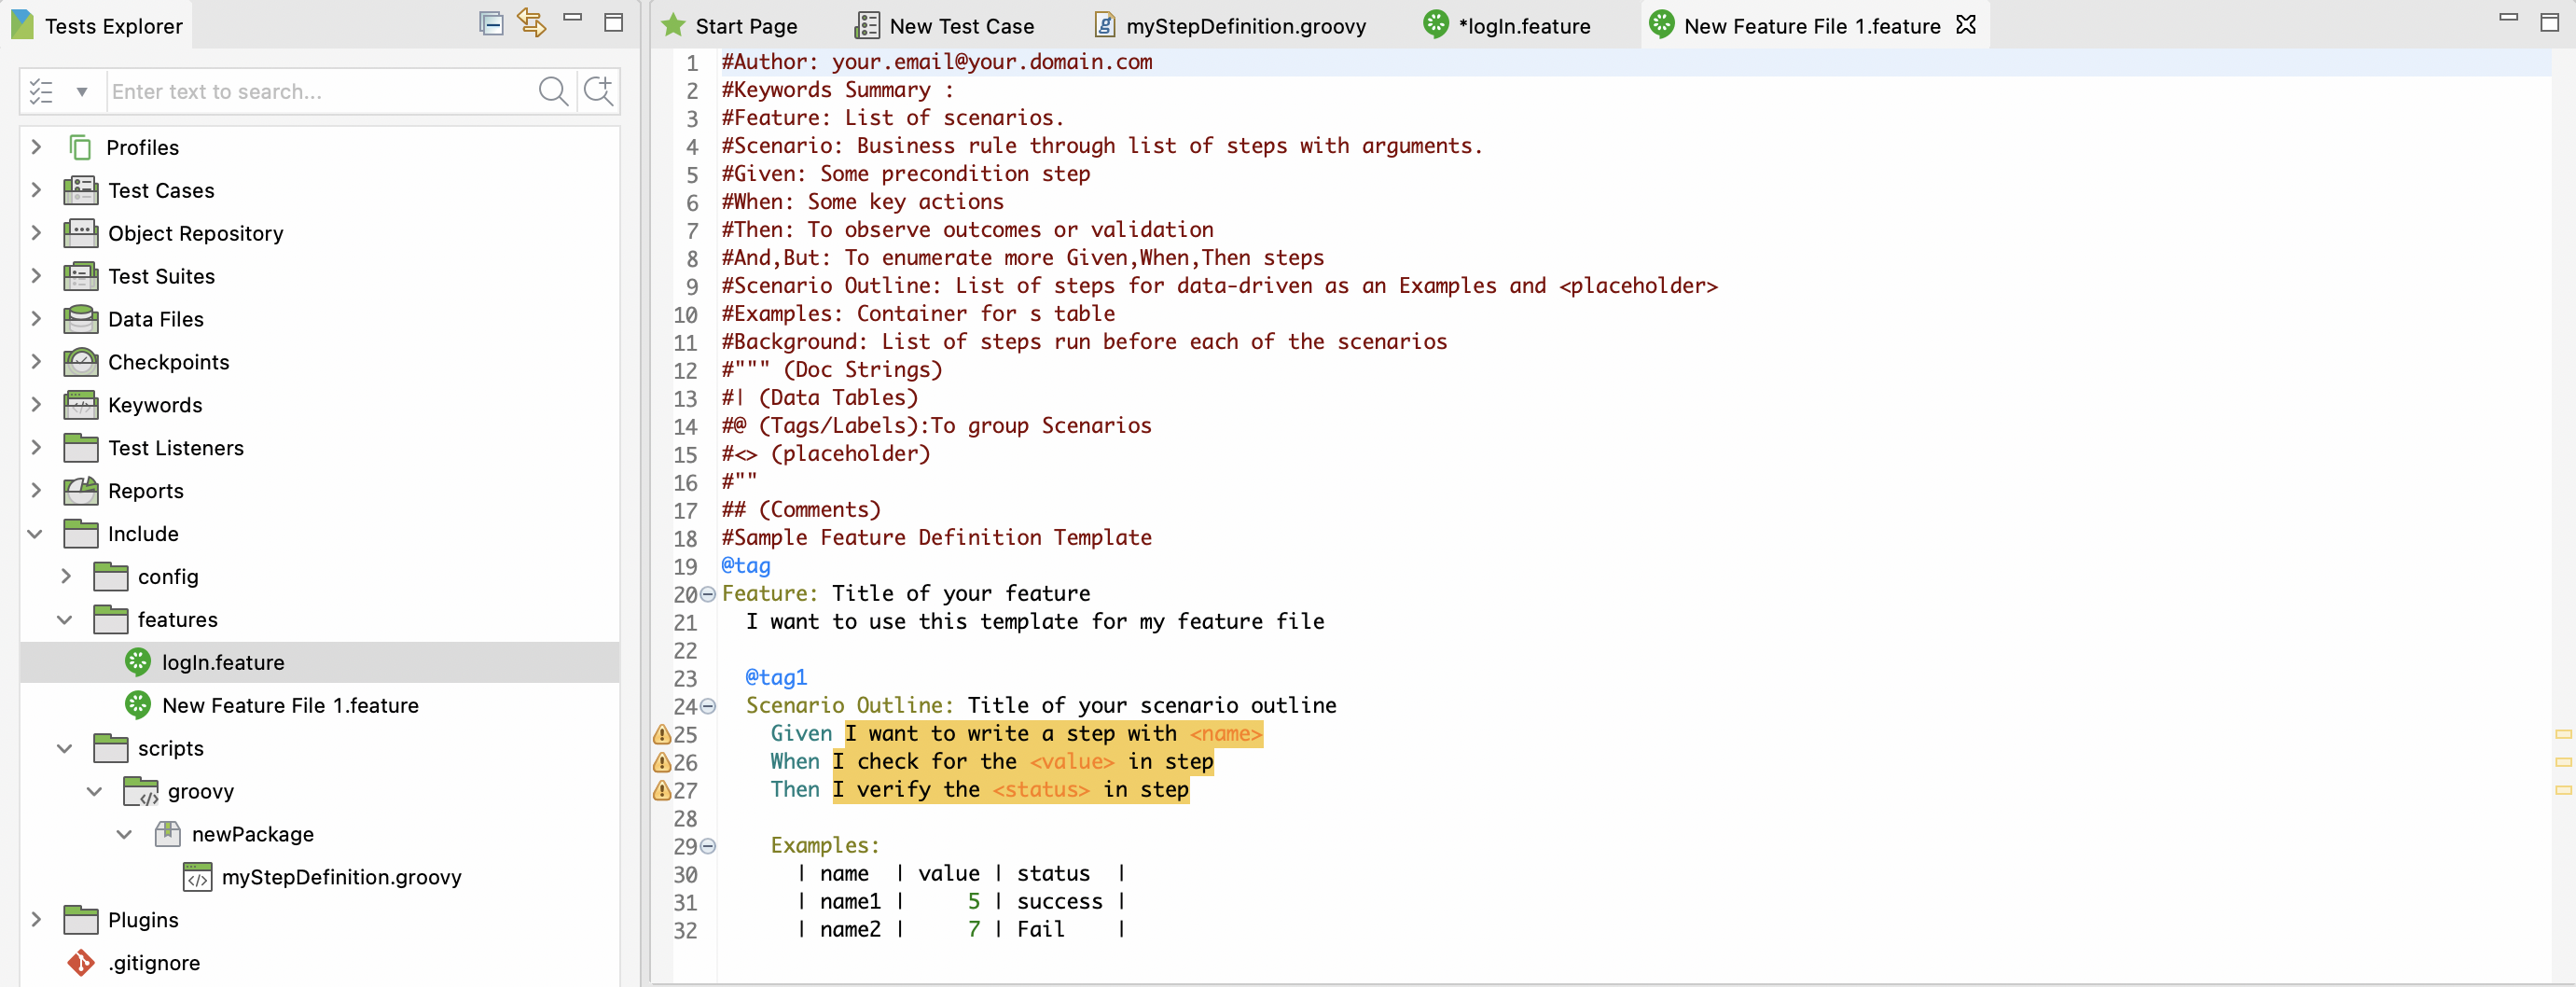 Tests Explorer
Enter text to search...
Profiles
Test Cases
Object Repository
Test Suites
Data Files
Checkpoints
Keywords
Test Listeners
Reports
Include
config
features
logIn.feature
New Feature File 1.feature
scripts
groovy
newPackage
myStepDefinition.groovy
Plugins
.gitignore
Start Page
New Test Case
myStepDefinition.groovy
*logIn.feature
New Feature File 1.feature
1 #Author: your.email@your.domain.com
2 #Keywords Summary :
3 #Feature: List of scenarios.
4 #Scenario: Business rule through list of steps with arguments.
5 #Given: Some precondition step
6 #When: Some key actions
7 #Then: To observe outcomes or validation
8 #And,But: To enumerate more Given,When,Then steps
9 #Scenario Outline: List of steps for data-driven as an Examples and <placeholder>
10 #Examples: Container for s table
11 #Background: List of steps run before each of the scenarios
12 #""" (Doc Strings)
13 #| (Data Tables)
14 #@ (Tags/Labels):To group Scenarios
15 #<> (placeholder)
16 #""
17 ## (Comments)
18 #Sample Feature Definition Template
19 @tag
20 Feature: Title of your feature
21 I want to use this template for my feature file
22
23 @tag1
24 Scenario Outline: Title of your scenario outline
25 Given I want to write a step with <name>
26 When I check for the <value> in step
27 Then I verify the <status> in step
28
29 Examples:
30 | name | value | status |
31 | name1 | 5 | success |
32 | name2 | 7 | Fail |